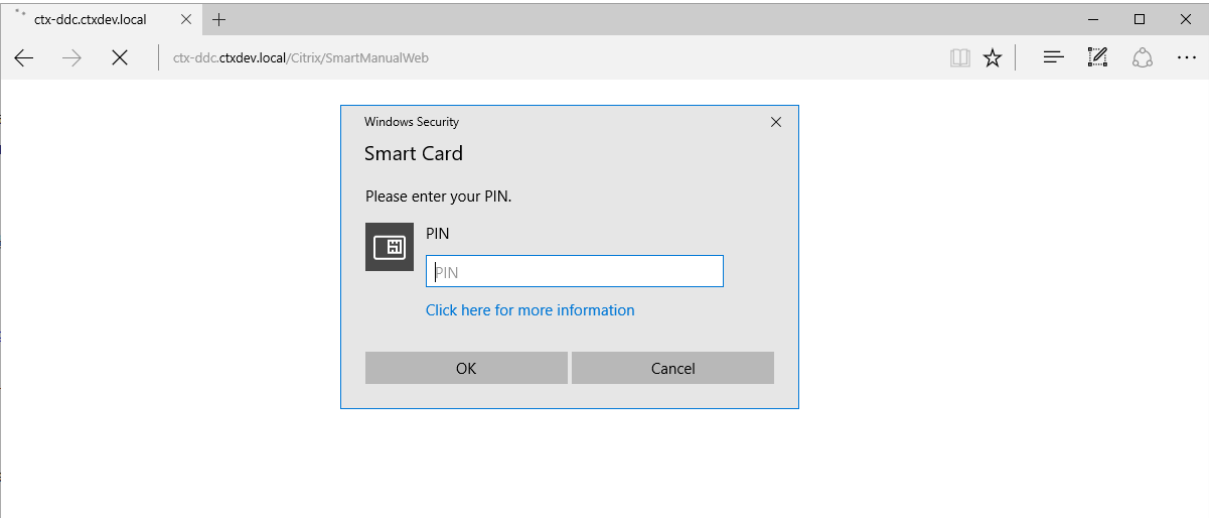 ctx-ddc.ctxdev.local
ctx-ddc.ctxdev.local/Citrix/SmartManualWeb
Windows Security
Smart Card
Please enter your PIN.
PIN
PIN
Click here for more information
OK Cancel